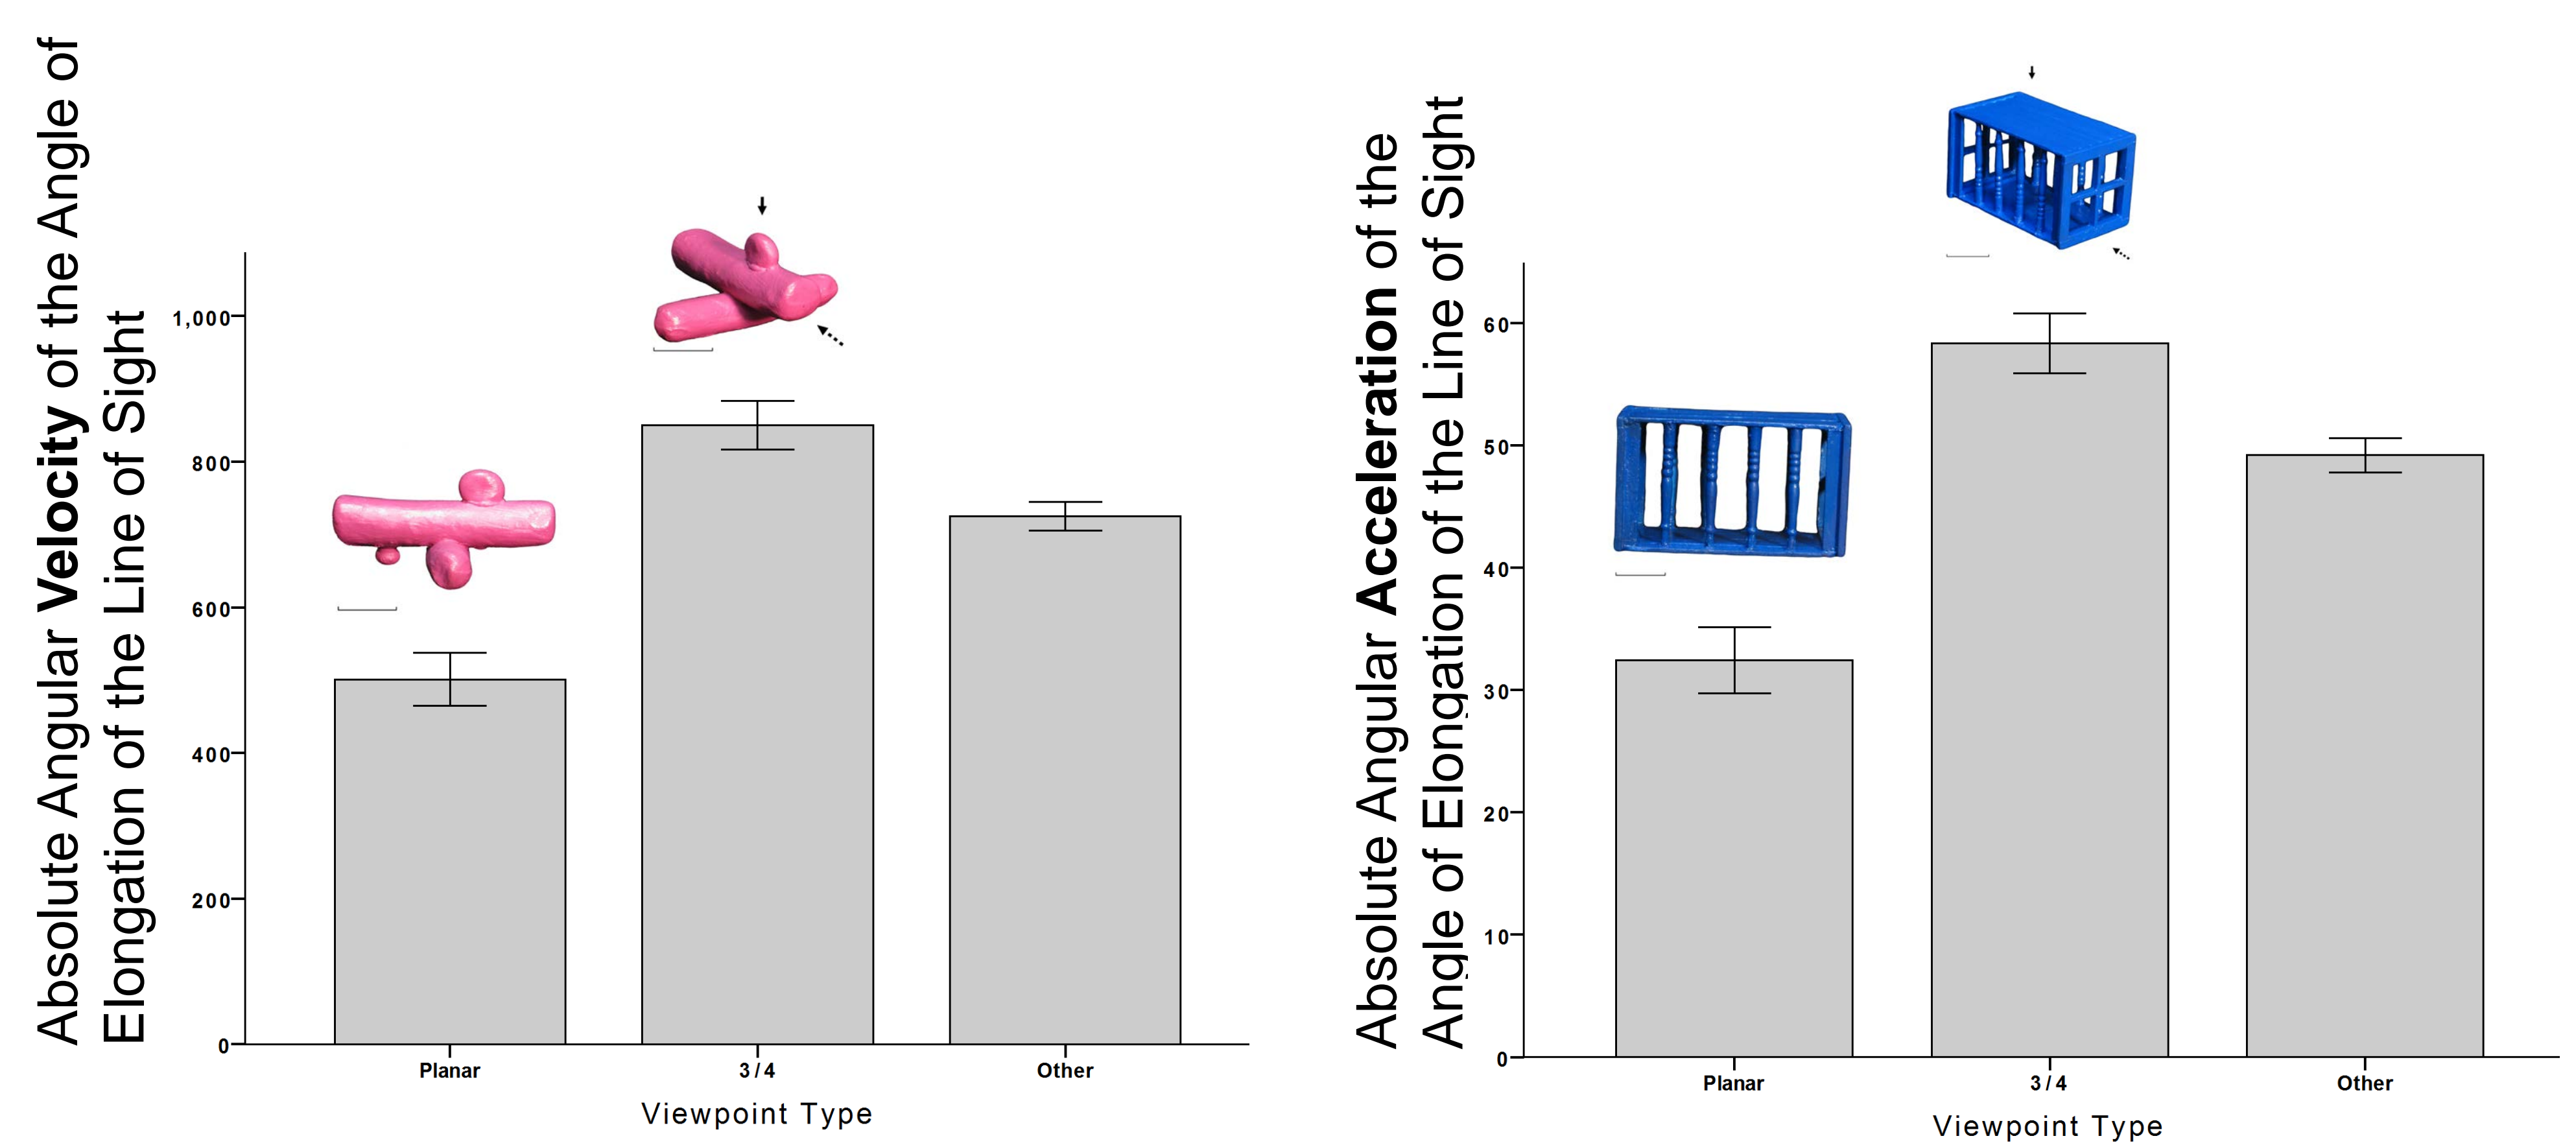 Absolute Angular Velocity of the Angle of
Elongation of the Line of Sight
1,000
800
600
400
200
0
Planar
3/4
Other
Viewpoint Type
Absolute Angular Acceleration of the
Angle of Elongation of the Line of Sight
60
50
40
30
20
10
0
Planar
3/4
Other
Viewpoint Type